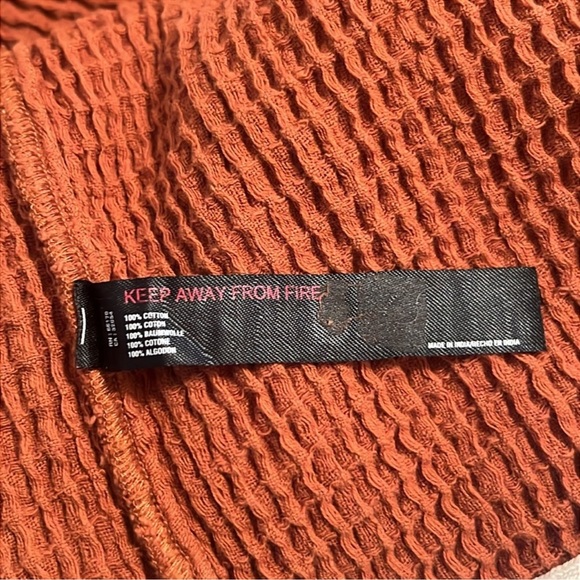 KEEP AWAY FROM FIRE
100% COTTON
100% COTON
100% BAUMWOLLE
100% COTONE
100% ALGODON
MADE IN INDIA/HECHO EN INDIA